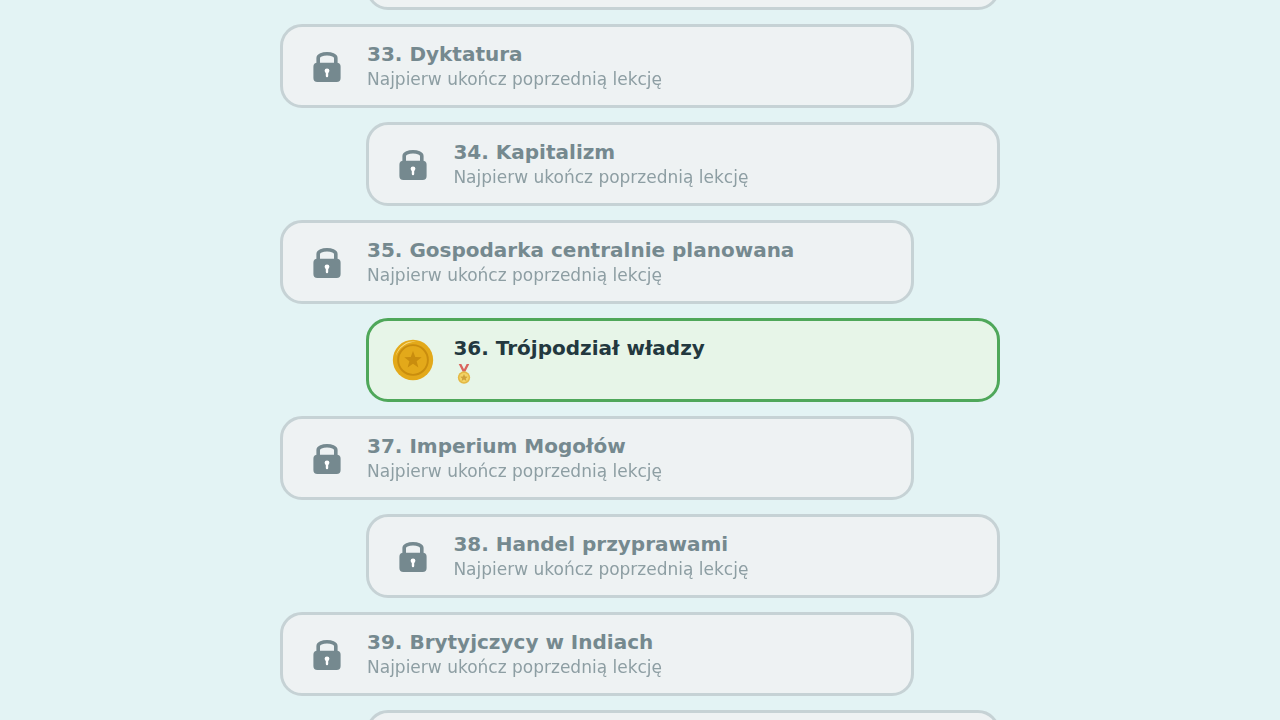 33. Dyktatura
Najpierw ukończ poprzednią lekcję
34. Kapitalizm
Najpierw ukończ poprzednią lekcję
35. Gospodarka centralnie planowana
Najpierw ukończ poprzednią lekcję
36. Trójpodział władzy
37. Imperium Mogołów
Najpierw ukończ poprzednią lekcję
38. Handel przyprawami
Najpierw ukończ poprzednią lekcję
39. Brytyjczycy w Indiach
Najpierw ukończ poprzednią lekcję